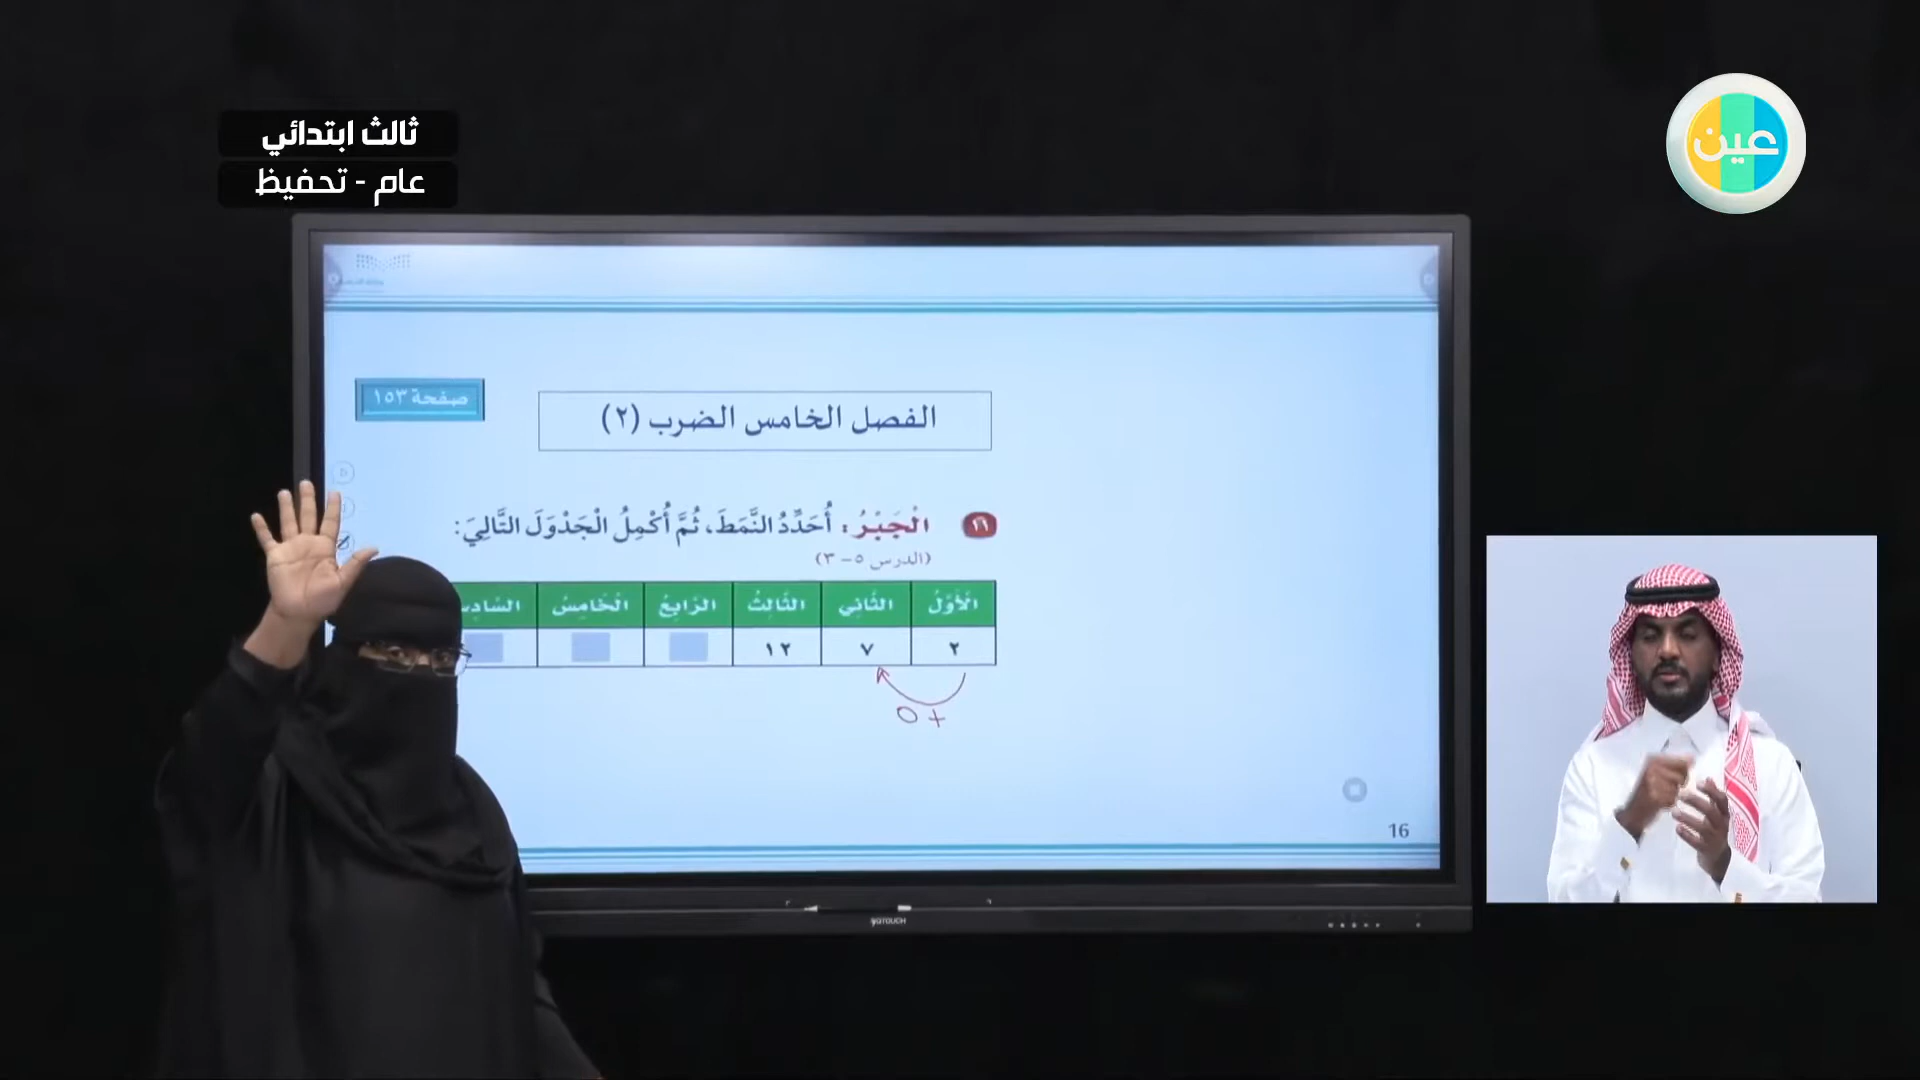 ثالث ابتدائي
عام - تحفيظ
عين
صفحة ١٥٣
الفصل الخامس الضرب (٢)
١١ الْجَبْرُ: أُحَدِّدُ النَّمَطَ، ثُمَّ أُكْمِلُ الْجَدْوَلَ التَّالِيَ:
(الدرس ٥-٣)
الْأَوَّلُ الثَّانِي الثَّالِثُ الرَّابِعُ الْخَامِسُ
٢ ٧ ١٢
+ ٥
16